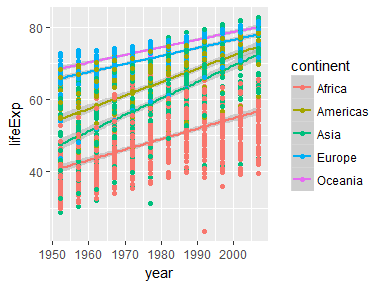 80
60
40
lifeExp
1950 1960 1970 1980 1990 2000
year
continent
Africa
Americas
Asia
Europe
Oceania